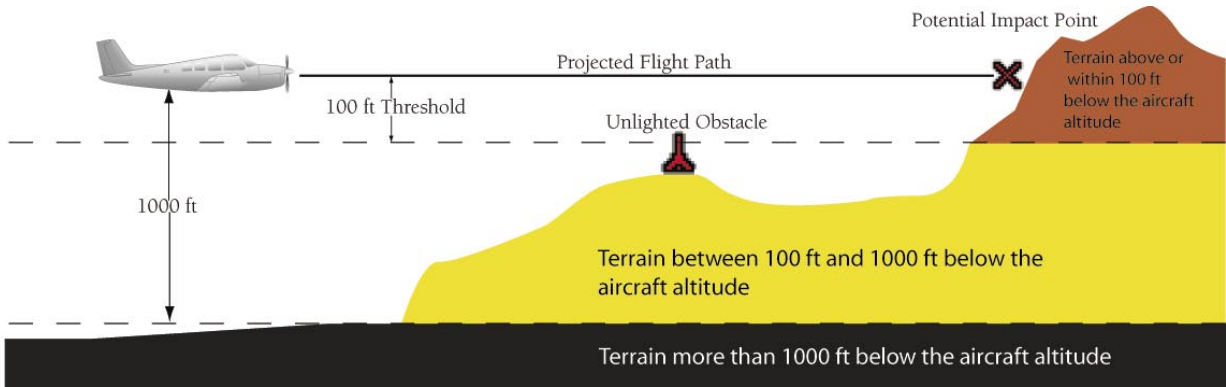 Potential Impact Point
Projected Flight Path
Terrain above or
within 100 ft
below the aircraft
altitude
100 ft Threshold
Unlighted Obstacle
1000 ft
Terrain between 100 ft and 1000 ft below the
aircraft altitude
Terrain more than 1000 ft below the aircraft altitude